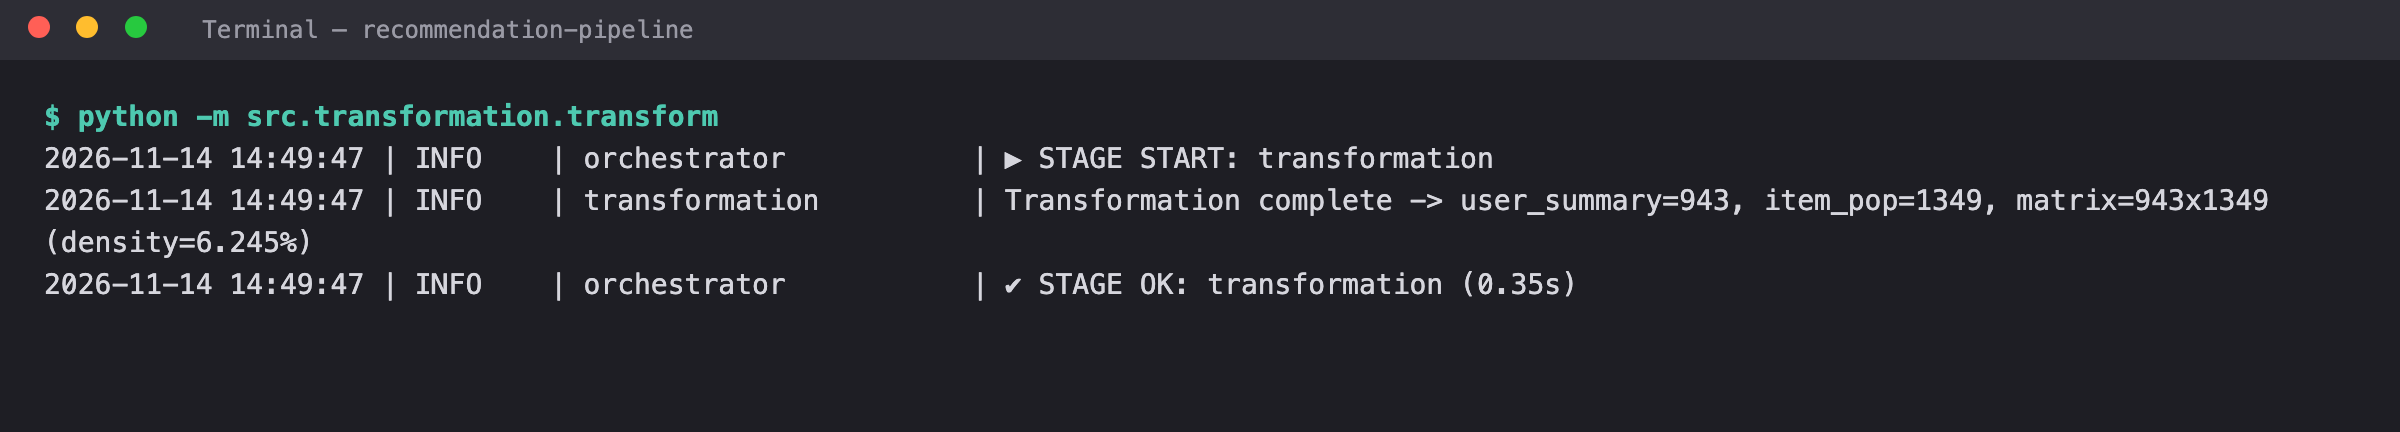 Terminal — recommendation-pipeline
$ python -m src.transformation.transform
2026-11-14 14:49:47 | INFO    | orchestrator           | ▶ STAGE START: transformation
2026-11-14 14:49:47 | INFO    | transformation         | Transformation complete -> user_summary=943, item_pop=1349, matrix=943x1349
(density=6.245%)
2026-11-14 14:49:47 | INFO    | orchestrator           | ✔ STAGE OK: transformation (0.35s)